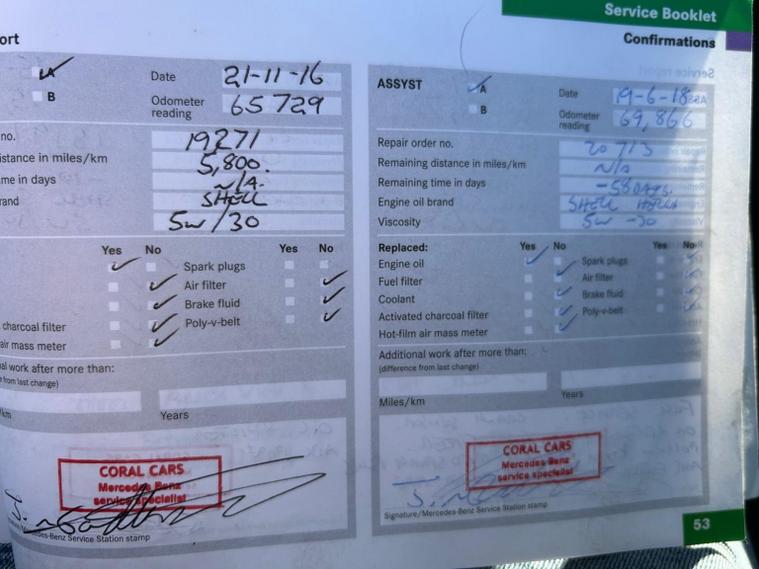 Service Booklet
Confirmations
ort
A
B
Date 21-11-16
Odometer reading 65729
no. 19271
istance in miles/km 5,800.
me in days N/A.
rand SHELL
5w/30
Yes No Yes No
Spark plugs
Air filter
Brake fluid
charcoal filter Poly-v-belt
air mass meter
al work after more than:
e from last change)
/km Years
CORAL CARS
Mercedes Benz
service specialist
Signature/Mercedes-Benz Service Station stamp
ASSYST
A
B
Date 19-6-18
Odometer reading 69,866
Repair order no. 20713
Remaining distance in miles/km N/A
Remaining time in days -58 DAYS.
Engine oil brand SHELL HELIX
Viscosity 5w-30
Replaced: Yes No Yes No
Engine oil Spark plugs
Fuel filter Air filter
Coolant Brake fluid
Activated charcoal filter Poly-v-belt
Hot-film air mass meter
Additional work after more than:
(difference from last change)
Miles/km Years
CORAL CARS
Mercedes Benz
service specialist
Signature/Mercedes-Benz Service Station stamp
53